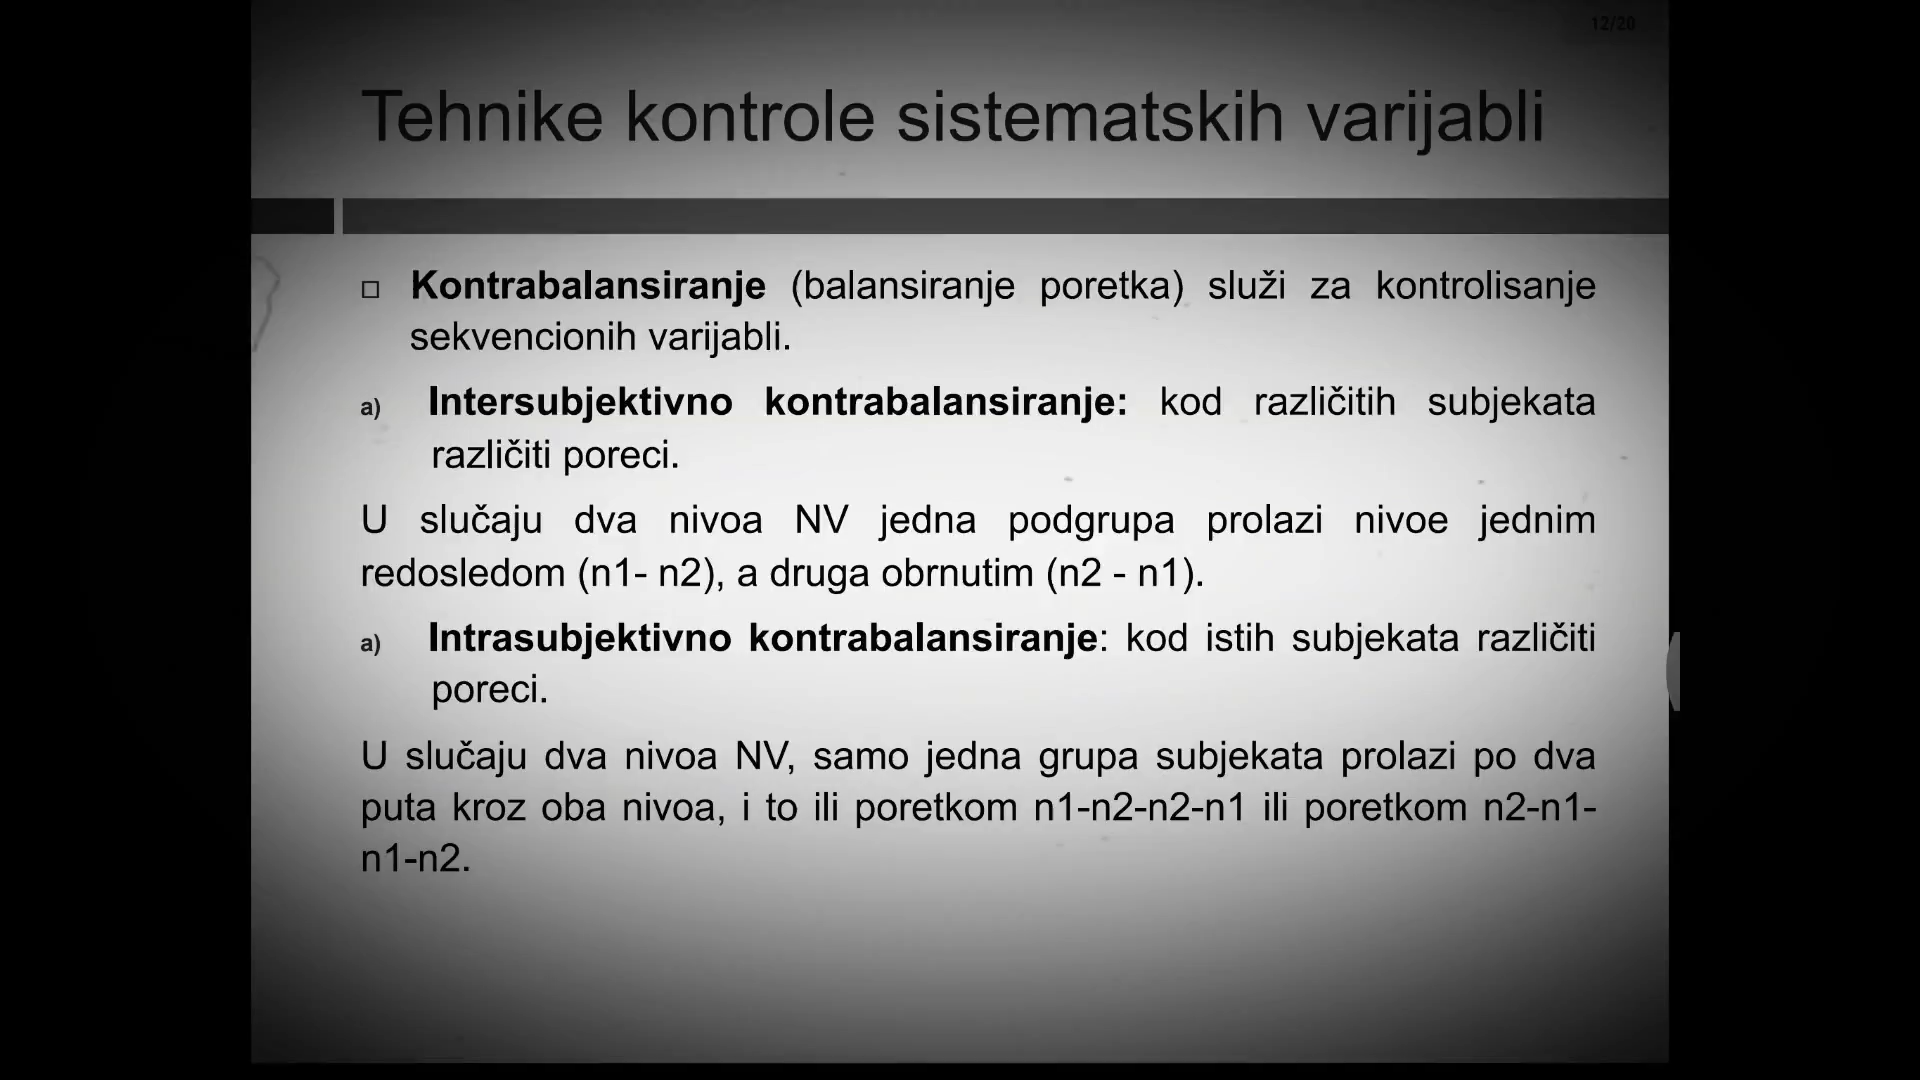 12/20
Tehnike kontrole sistematskih varijabli
□ Kontrabalansiranje (balansiranje poretka) služi za kontrolisanje
sekvencionih varijabli.
a) Intersubjektivno kontrabalansiranje: kod različitih subjekata
različiti poreci.
U slučaju dva nivoa NV jedna podgrupa prolazi nivoe jednim
redosledom (n1- n2), a druga obrnutim (n2 - n1).
a) Intrasubjektivno kontrabalansiranje: kod istih subjekata različiti
poreci.
U slučaju dva nivoa NV, samo jedna grupa subjekata prolazi po dva
puta kroz oba nivoa, i to ili poretkom n1-n2-n2-n1 ili poretkom n2-n1-
n1-n2.